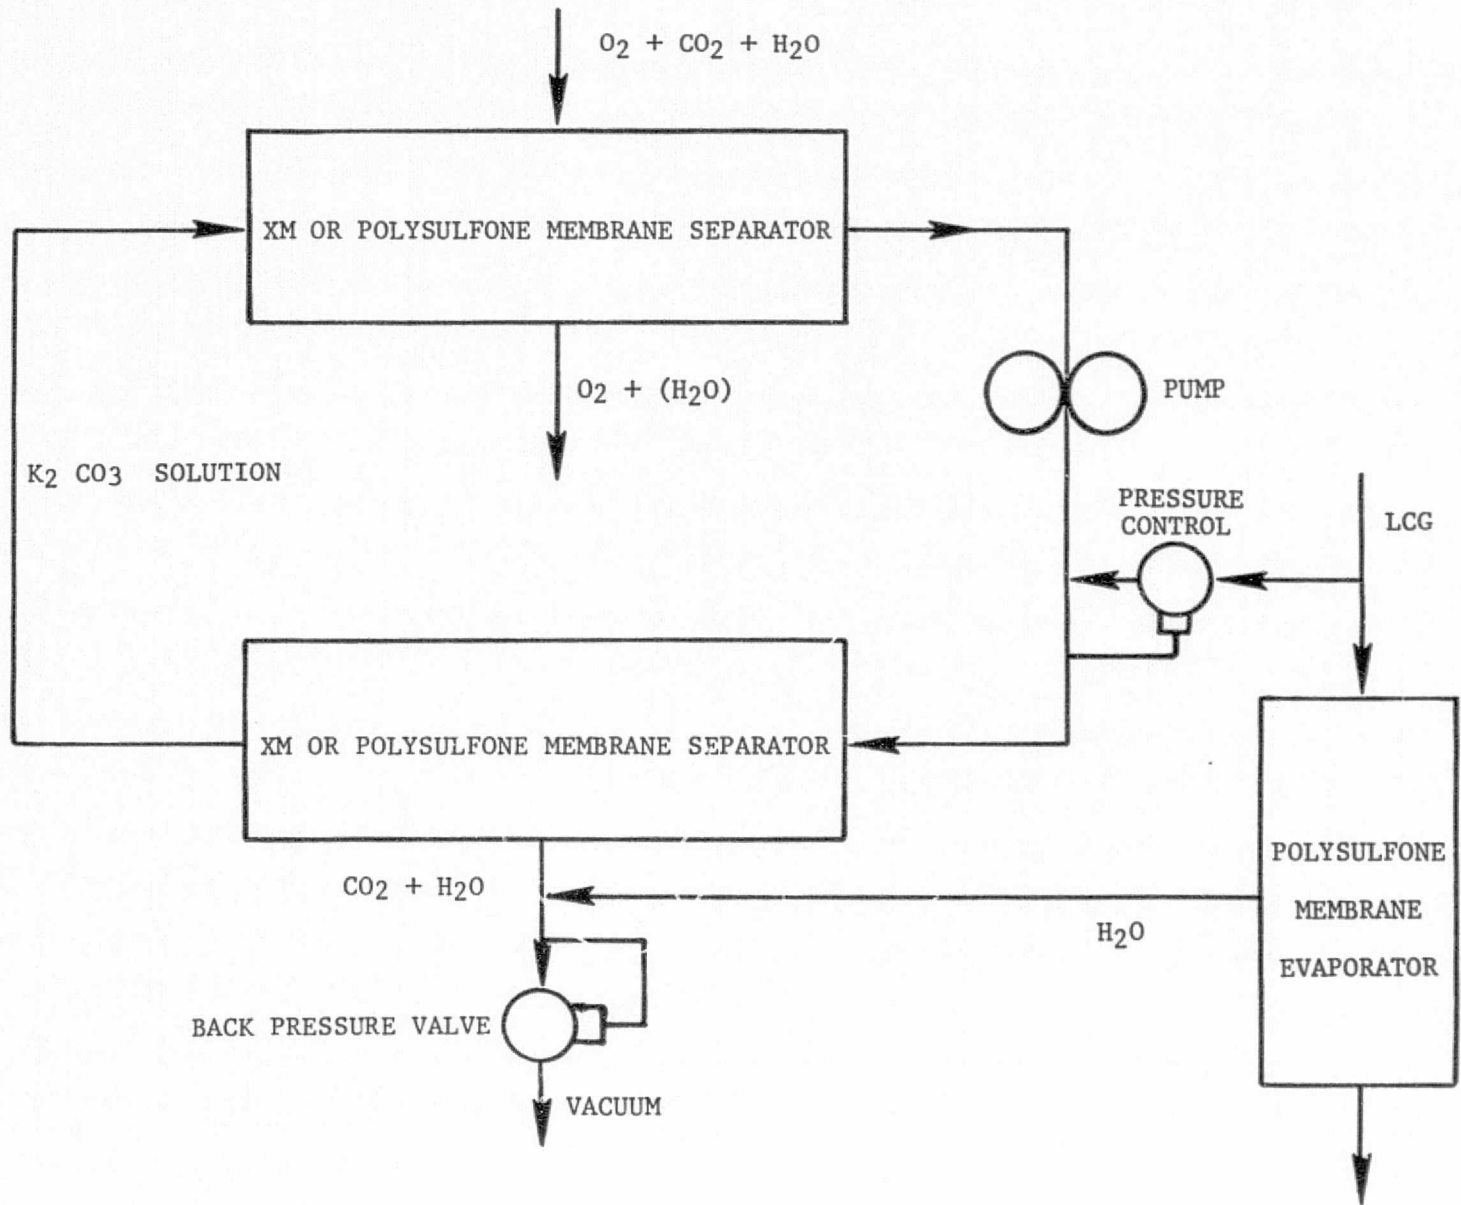 O2 + CO2 + H2O
XM OR POLYSULFONE MEMBRANE SEPARATOR
O2 + (H2O)
PUMP
K2 CO3 SOLUTION
PRESSURE
CONTROL
LCG
XM OR POLYSULFONE MEMBRANE SEPARATOR
POLYSULFONE
MEMBRANE
EVAPORATOR
CO2 + H2O
H2O
BACK PRESSURE VALVE
VACUUM